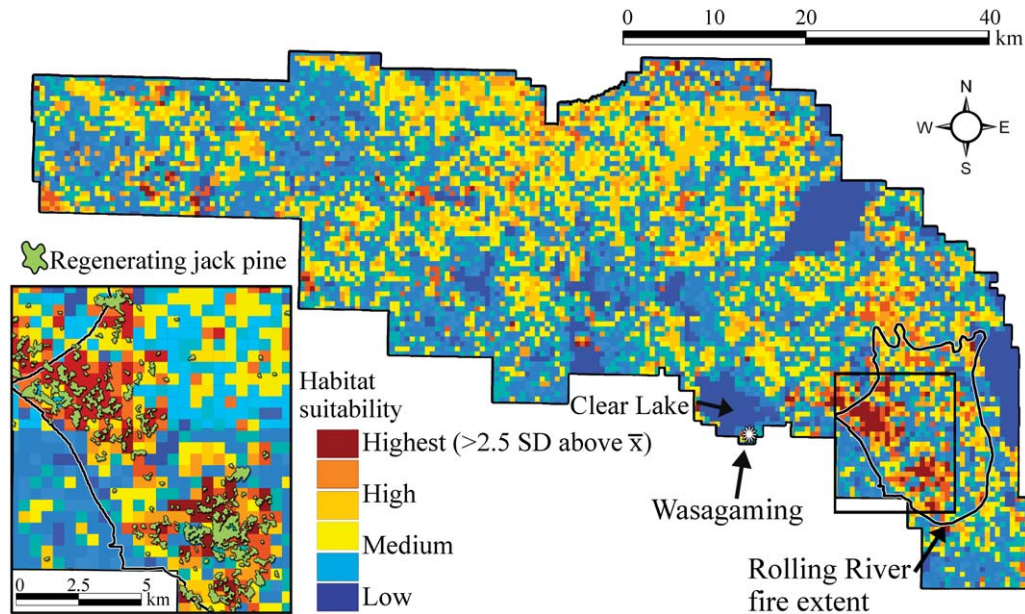 0 10 20 40
km
N
W E
S
Regenerating jack pine
Habitat
suitability
Highest (>2.5 SD above x̅)
High
Medium
Low
0 2.5 5
km
Clear Lake
Wasagaming
Rolling River
fire extent